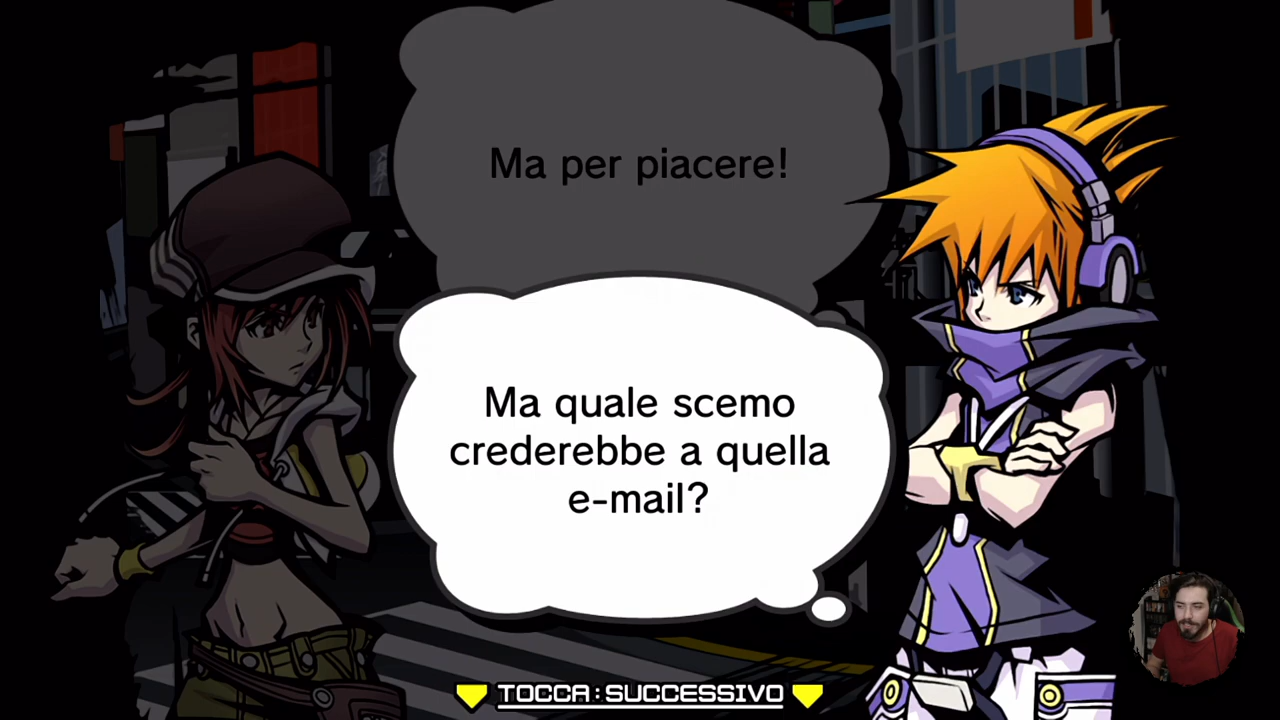 Ma per piacere!
Ma quale scemo
crederebbe a quella
e-mail?
TOCCA:SUCCESSIVO